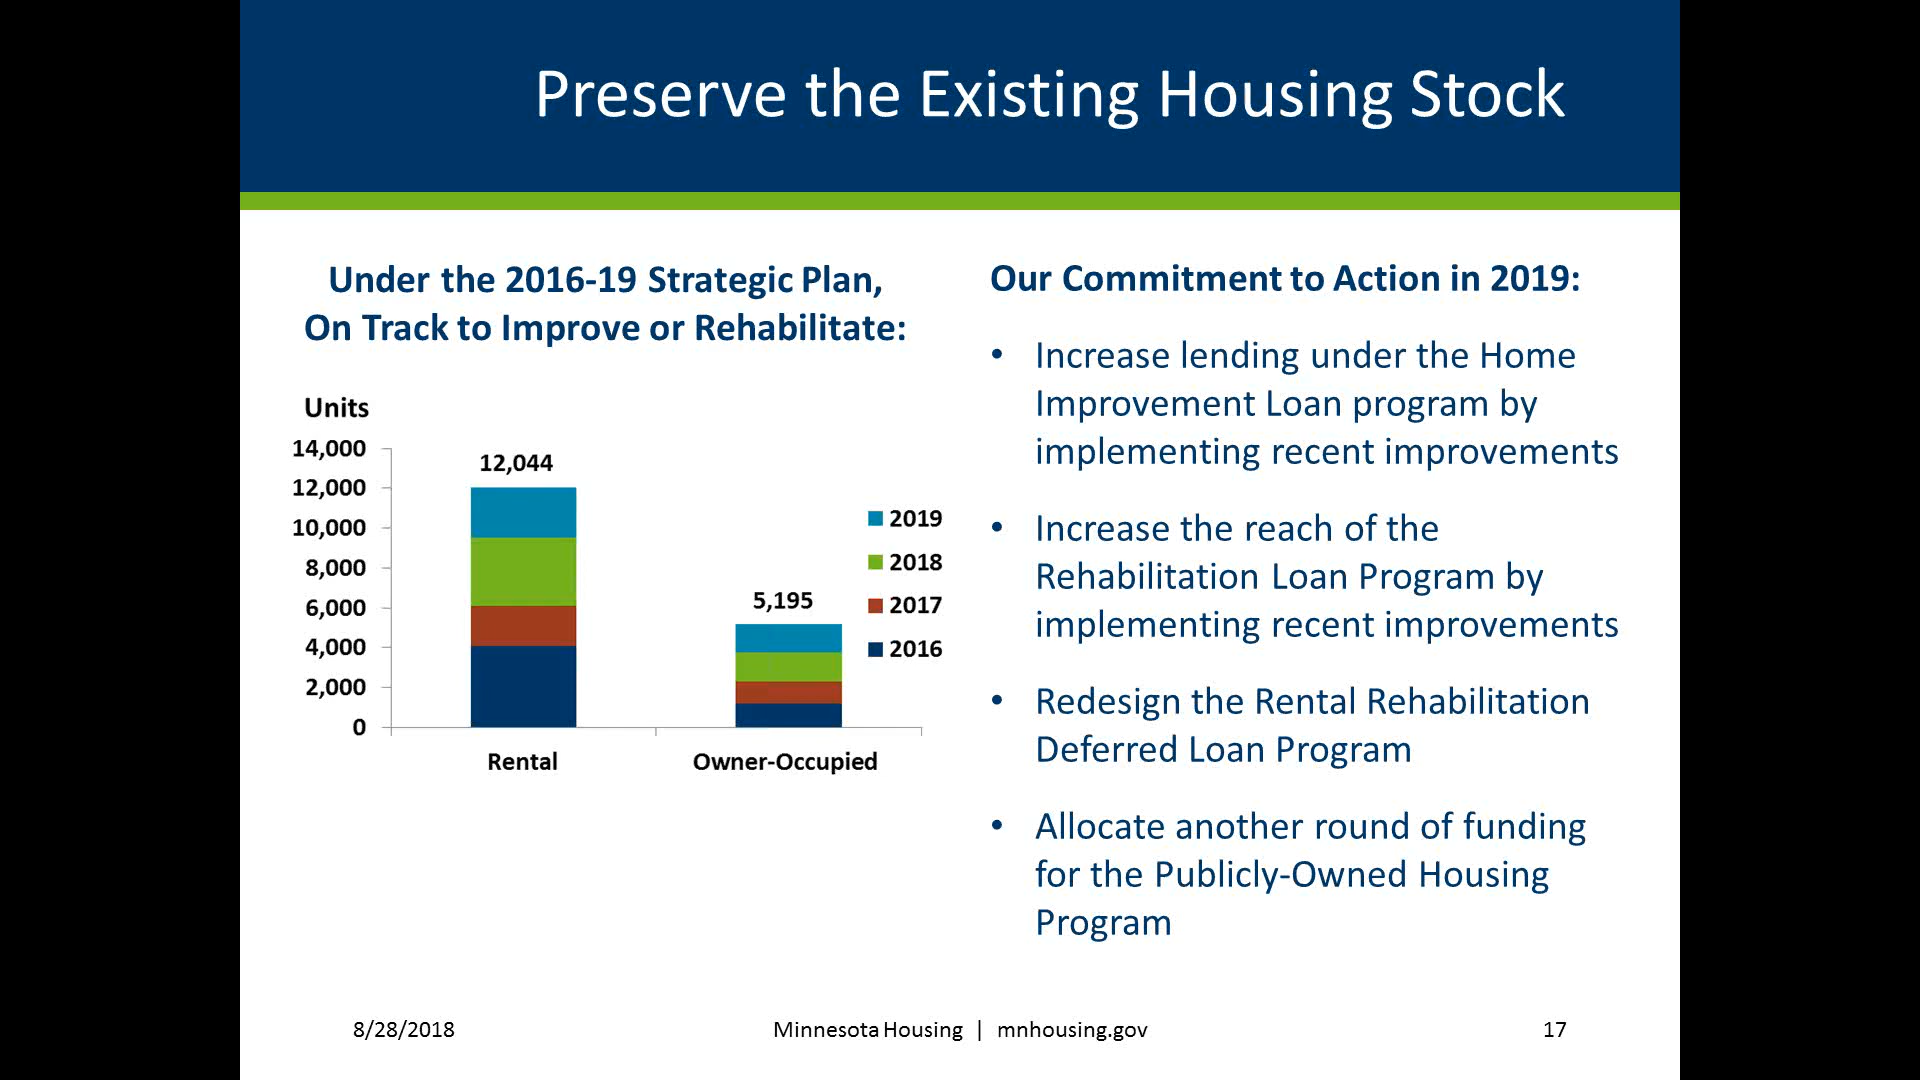 Preserve the Existing Housing Stock
Under the 2016-19 Strategic Plan,
On Track to Improve or Rehabilitate:
Units
14,000
12,000
10,000
8,000
6,000
4,000
2,000
0
12,044
5,195
Rental
Owner-Occupied
2019
2018
2017
2016
Our Commitment to Action in 2019:
• Increase lending under the Home
Improvement Loan program by
implementing recent improvements
• Increase the reach of the
Rehabilitation Loan Program by
implementing recent improvements
• Redesign the Rental Rehabilitation
Deferred Loan Program
• Allocate another round of funding
for the Publicly-Owned Housing
Program
8/28/2018
Minnesota Housing | mnhousing.gov
17